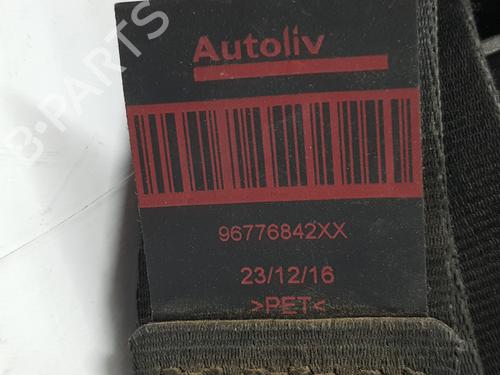 B-PARTS
Autoliv
96776842XX
23/12/16
>PET<